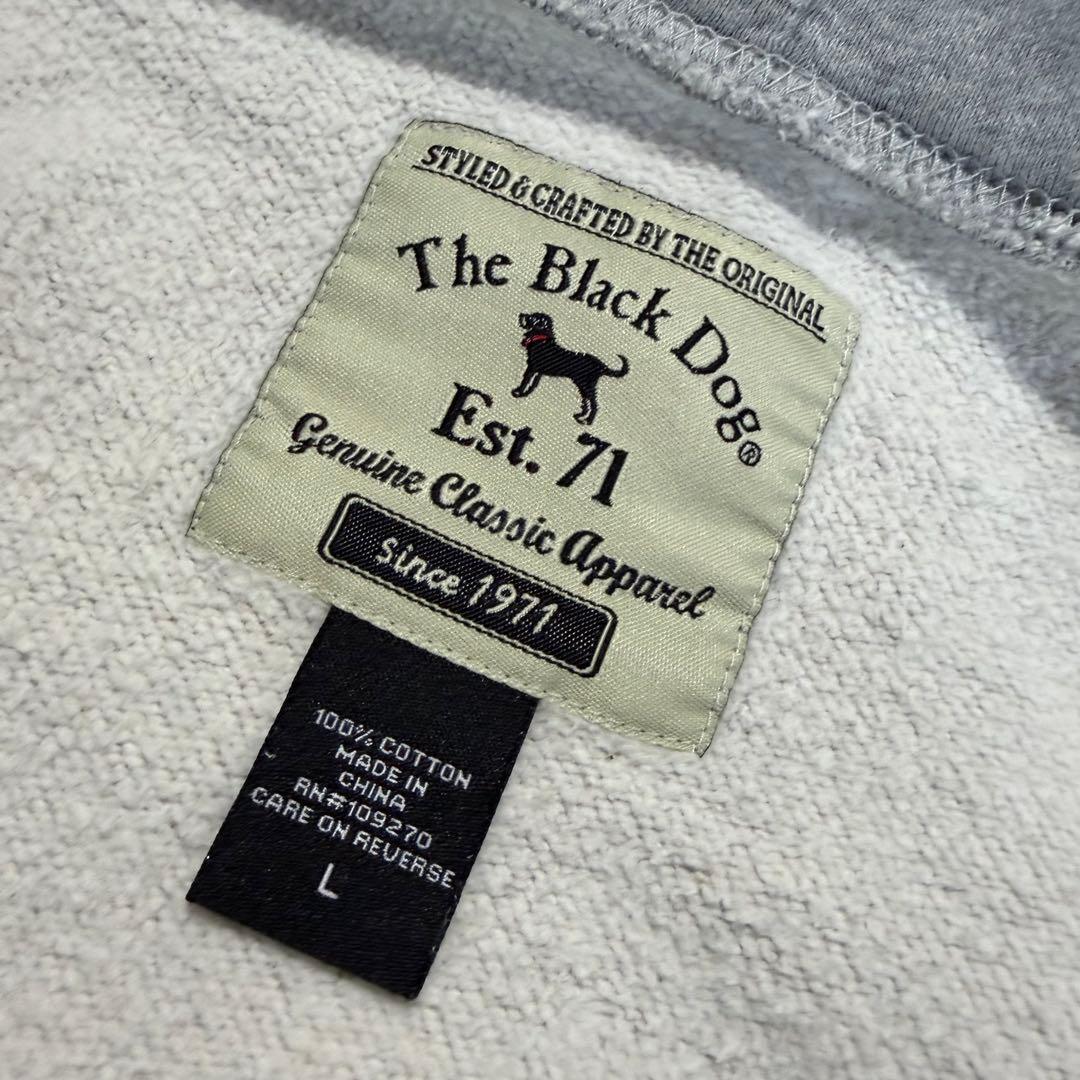 STYLED & CRAFTED BY THE ORIGINAL
The Black Dog®
Est. 71
Genuine Classic Apparel
since 1971
100% COTTON
MADE IN
CHINA
RN#109270
CARE ON REVERSE
L